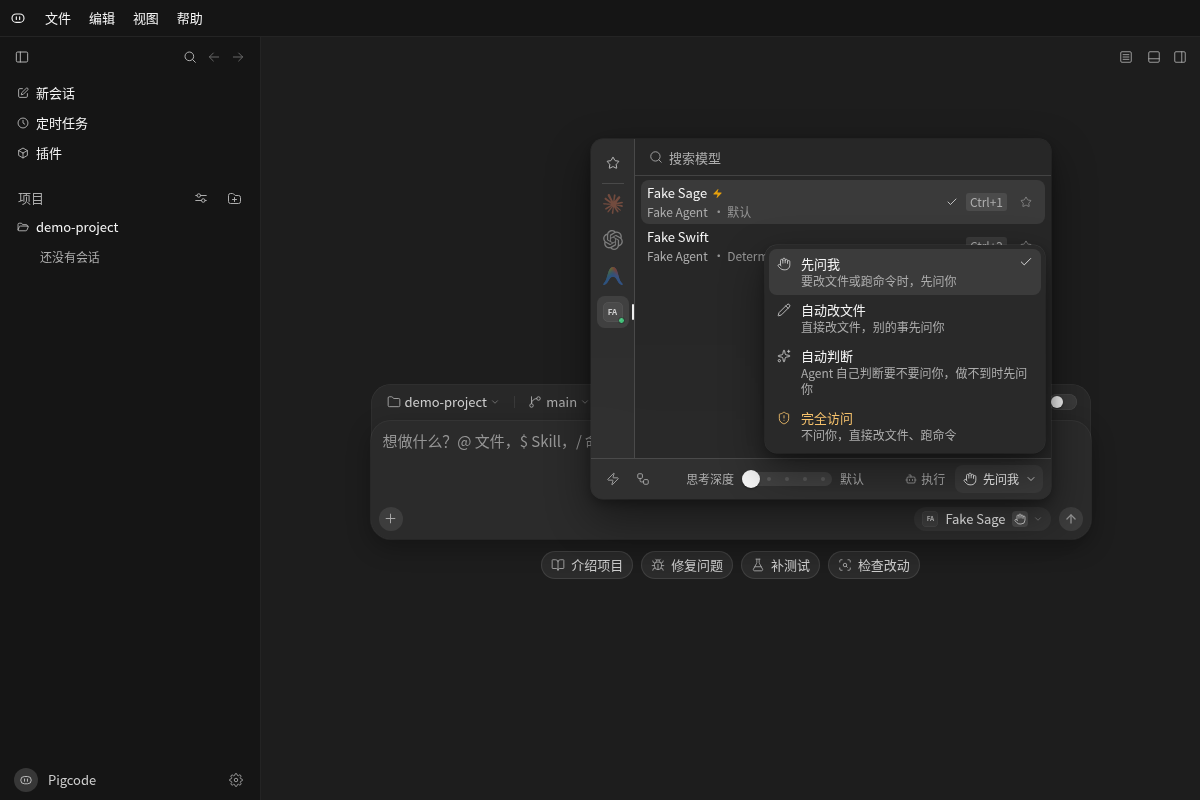 文件 编辑 视图 帮助
新会话
定时任务
插件
项目
demo-project
还没有会话
搜索模型
Fake Sage
Ctrl+1
Fake Agent • 默认
Fake Swift
Fake Agent •
FA
先问我
要改文件或跑命令时，先问你
自动改文件
直接改文件，别的事先问你
自动判断
Agent 自己判断要不要问你，做不到时先问
你
完全访问
不问你，直接改文件、跑命令
demo-project
main
想做什么？@ 文件，$ Skill，/
思考深度 默认 执行 先问我
FA Fake Sage
介绍项目 修复问题 补测试 检查改动
Pigcode